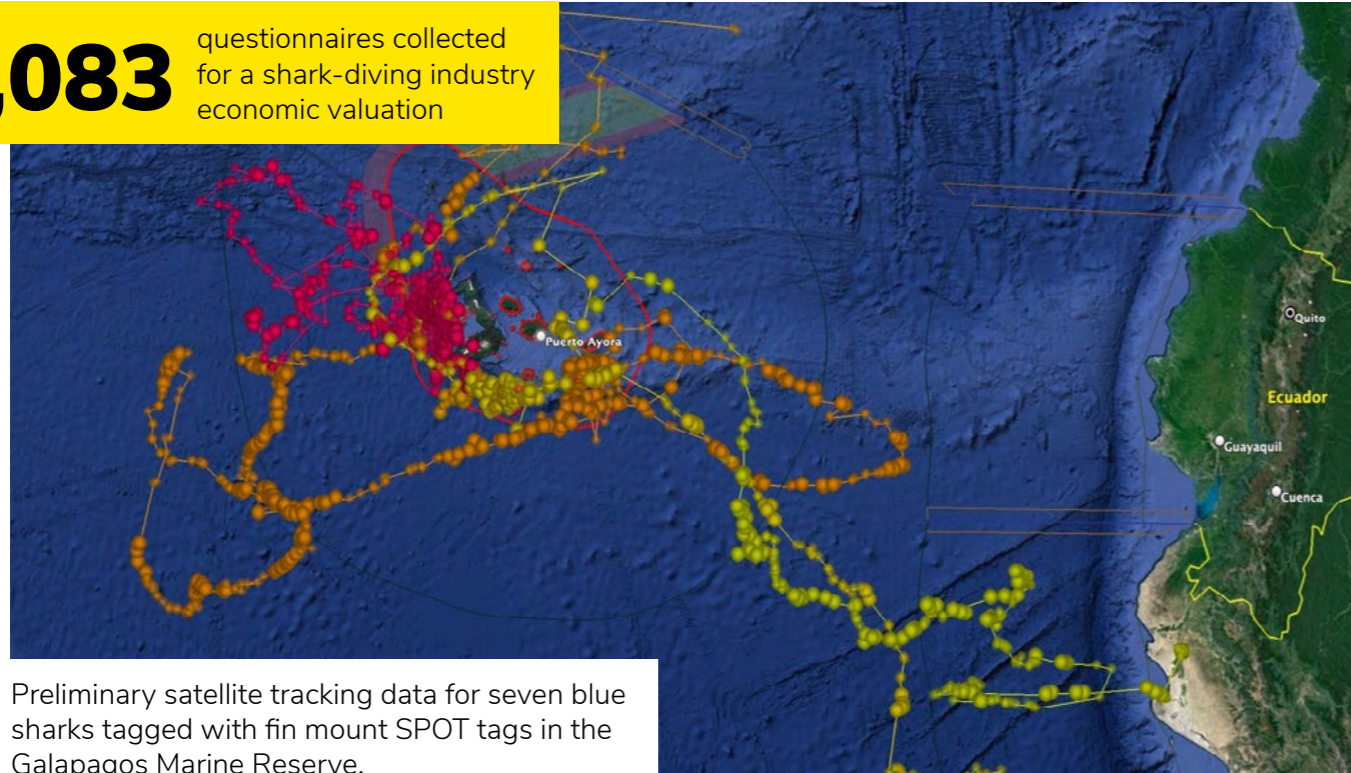 ,083
questionnaires collected
for a shark-diving industry
economic valuation
Puerto Ayora
Quito
Ecuador
Guayaquil
Cuenca
Preliminary satellite tracking data for seven blue
sharks tagged with fin mount SPOT tags in the
Galapagos Marine Reserve.